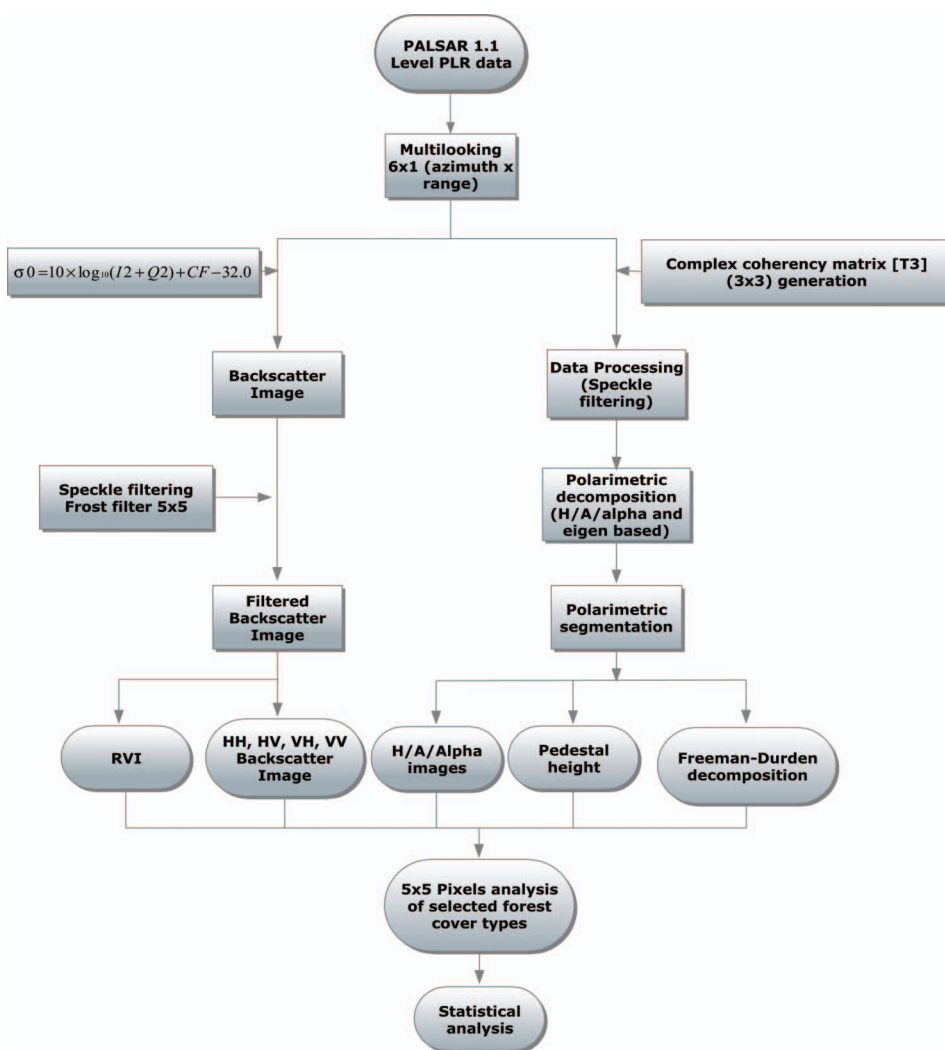 PALSAR 1.1
Level PLR data
Multilooking
6x1 (azimuth x
range)
σ0=10×log10(I2+Q2)+CF−32.0
Complex coherency matrix [T3]
(3x3) generation
Backscatter
Image
Data Processing
(Speckle
filtering)
Speckle filtering
Frost filter 5x5
Polarimetric
decomposition
(H/A/alpha and
eigen based)
Filtered
Backscatter
Image
Polarimetric
segmentation
RVI
HH, HV, VH, VV
Backscatter
Image
H/A/Alpha
images
Pedestal
height
Freeman-Durden
decomposition
5x5 Pixels analysis
of selected forest
cover types
Statistical
analysis